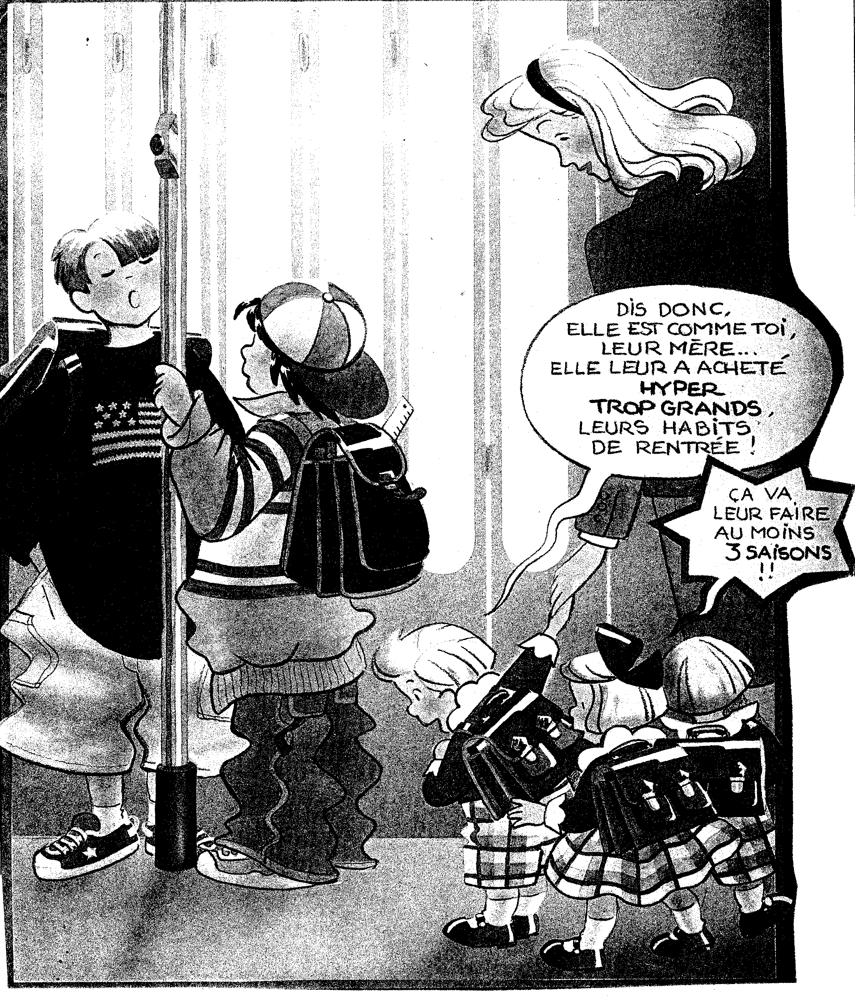 DIS DONC,
ELLE EST COMME TOI,
LEUR MÈRE...
ELLE LEUR A ACHETÉ
HYPER
TROP GRANDS,
LEURS HABITS
DE RENTRÉE !
ÇA VA
LEUR FAIRE
AU MOINS
3 SAISONS
!!